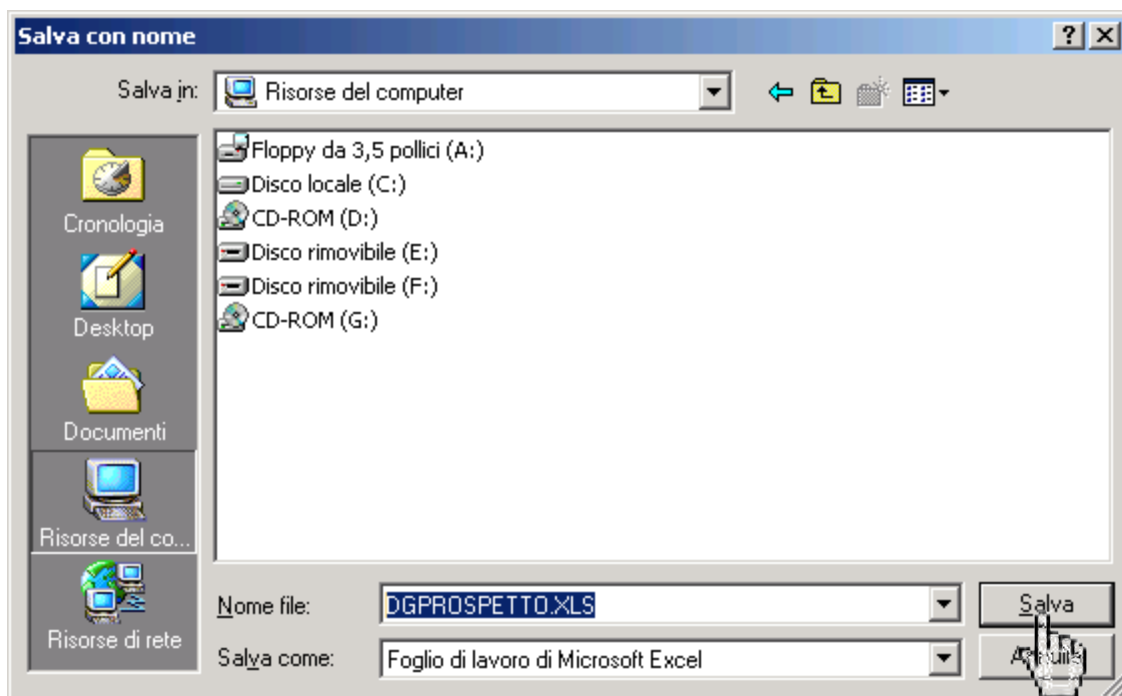 Salva con nome
Salva in: Risorse del computer
Floppy da 3,5 pollici (A:)
Disco locale (C:)
CD-ROM (D:)
Disco rimovibile (E:)
Disco rimovibile (F:)
CD-ROM (G:)
Cronologia
Desktop
Documenti
Risorse del co...
Risorse di rete
Nome file: DGPROSPETTO.XLS
Salva
Salva come: Foglio di lavoro di Microsoft Excel